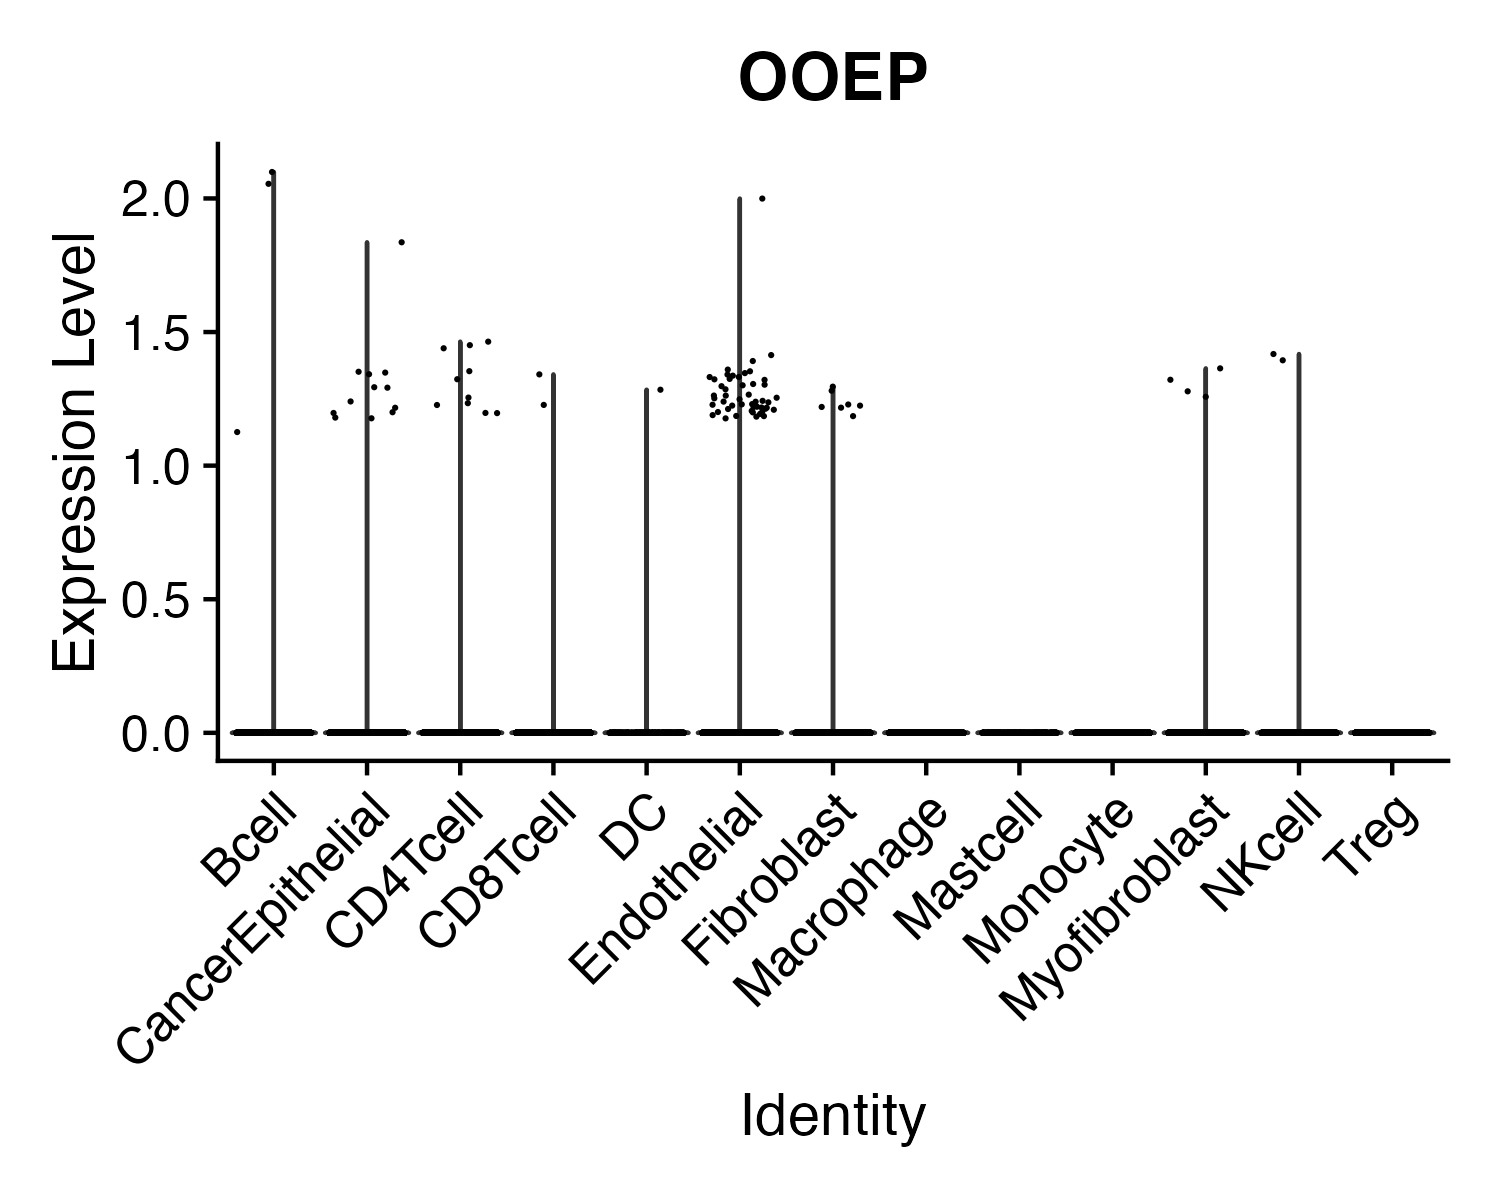 OOEP
Expression Level
2.0
1.5
1.0
0.5
0.0
Bcell
CancerEpithelial
CD4Tcell
CD8Tcell
DC
Endothelial
Fibroblast
Macrophage
Mastcell
Monocyte
Myofibroblast
NKcell
Treg
Identity